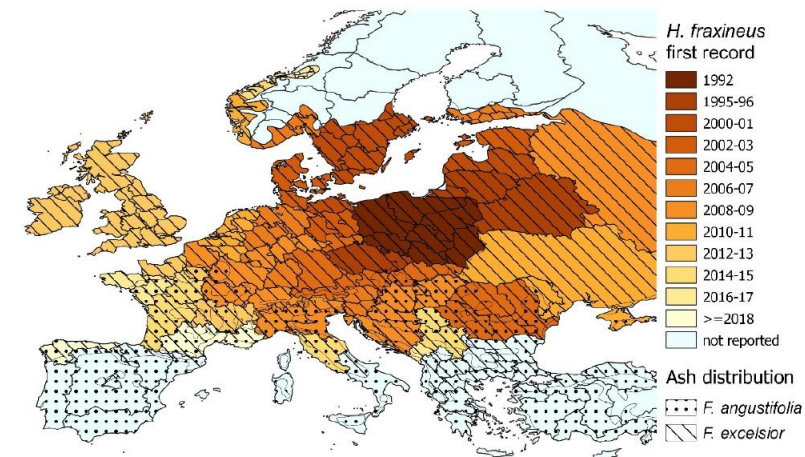 H. fraxineus
first record
1992
1995-96
2000-01
2002-03
2004-05
2006-07
2008-09
2010-11
2012-13
2014-15
2016-17
>=2018
not reported
Ash distribution
F. angustifolia
F. excelsior